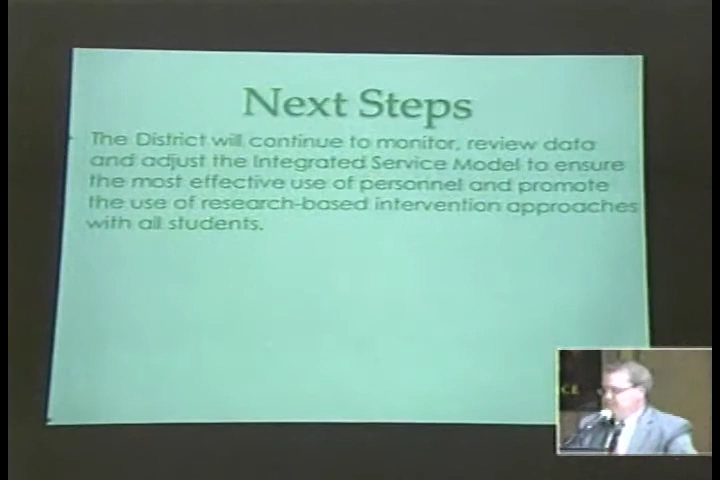 Next Steps
The District will continue to monitor, review data
and adjust the Integrated Service Model to ensure
the most effective use of personnel and promote
the use of research-based intervention approaches
with all students.